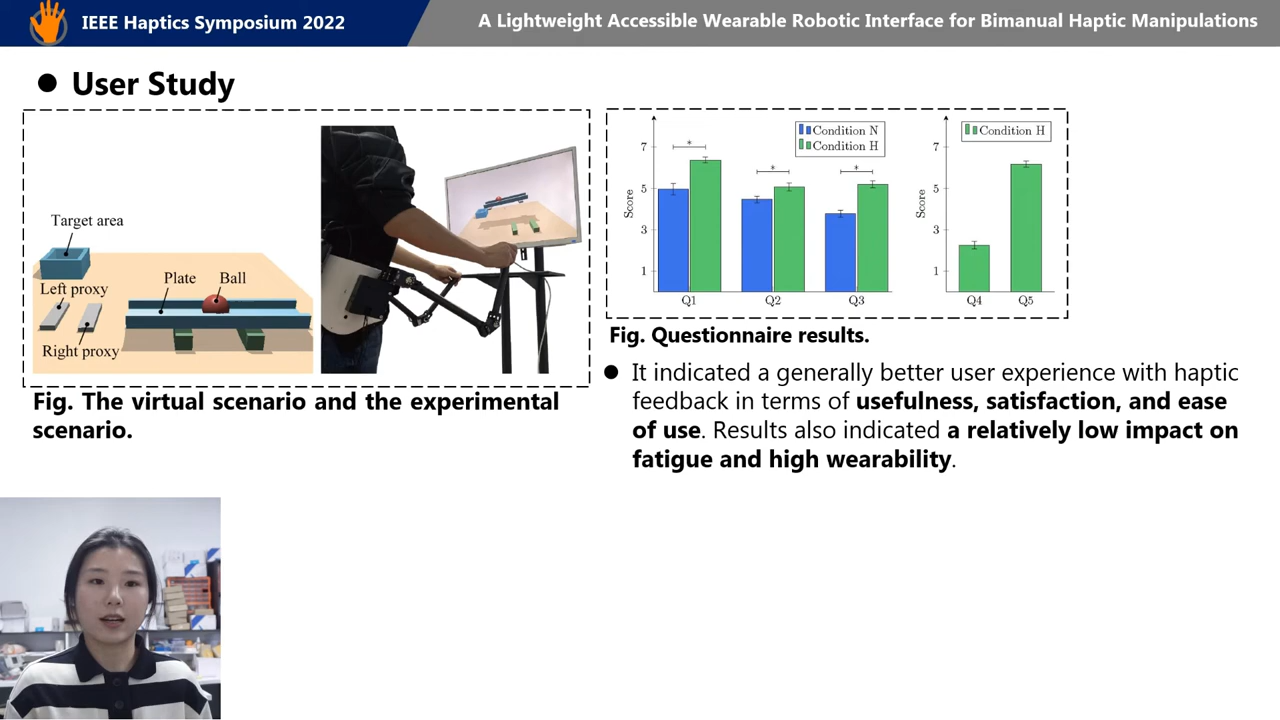 IEEE Haptics Symposium 2022
A Lightweight Accessible Wearable Robotic Interface for Bimanual Haptic Manipulations
● User Study
Target area
Plate
Ball
Left proxy
Right proxy
Fig. The virtual scenario and the experimental
scenario.
Condition N
Condition H
Score
7
5
3
1
*
*
*
Q1
Q2
Q3
Condition H
Score
7
5
3
1
Q4
Q5
Fig. Questionnaire results.
● It indicated a generally better user experience with haptic
feedback in terms of usefulness, satisfaction, and ease
of use. Results also indicated a relatively low impact on
fatigue and high wearability.